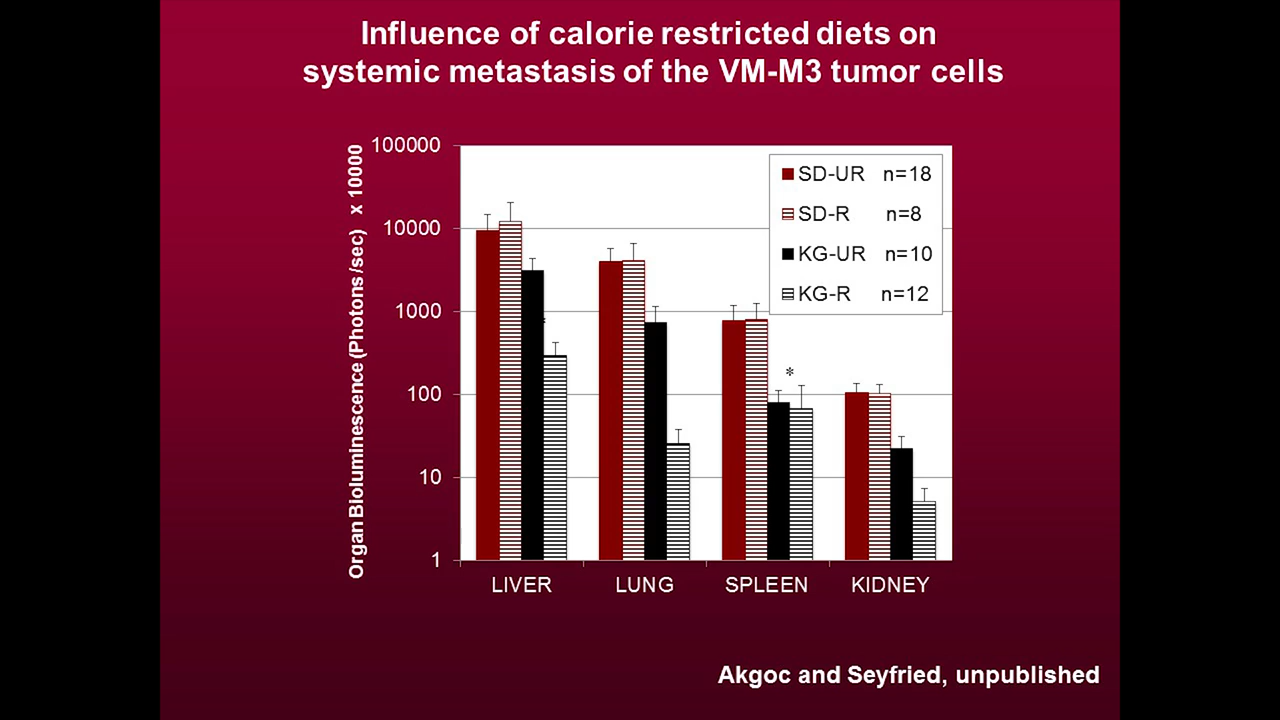 Influence of calorie restricted diets on
systemic metastasis of the VM-M3 tumor cells
Organ Bioluminescence (Photons/sec) x 10000
100000
10000
1000
100
10
1
SD-UR n=18
SD-R n=8
KG-UR n=10
KG-R n=12
*
*
LIVER LUNG SPLEEN KIDNEY
Akgoc and Seyfried, unpublished